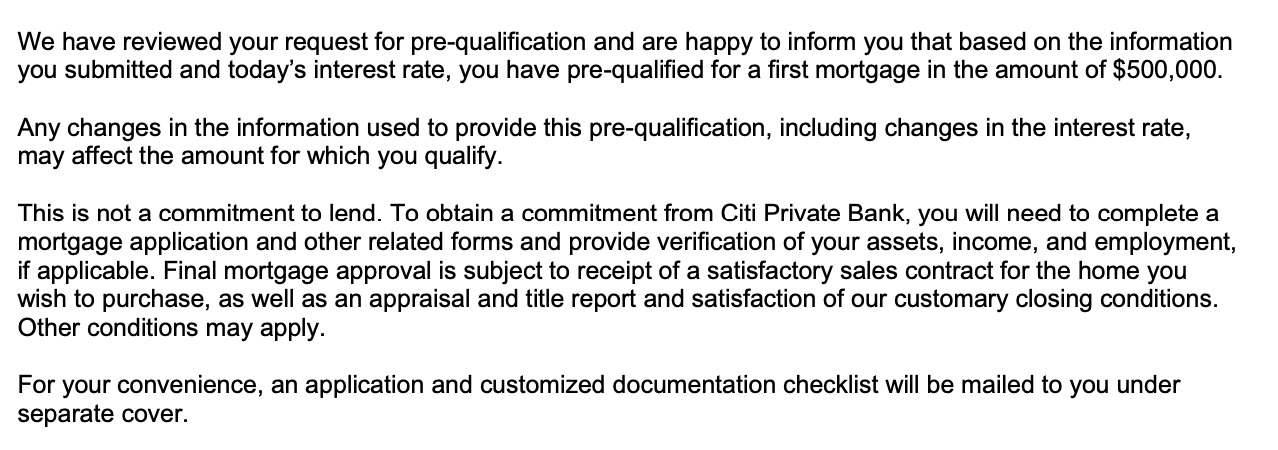 We have reviewed your request for pre-qualification and are happy to inform you that based on the information
you submitted and today's interest rate, you have pre-qualified for a first mortgage in the amount of $500,000.
Any changes in the information used to provide this pre-qualification, including changes in the interest rate,
may affect the amount for which you qualify.
This is not a commitment to lend. To obtain a commitment from Citi Private Bank, you will need to complete a
mortgage application and other related forms and provide verification of your assets, income, and employment,
if applicable. Final mortgage approval is subject to receipt of a satisfactory sales contract for the home you
wish to purchase, as well as an appraisal and title report and satisfaction of our customary closing conditions.
Other conditions may apply.
For your convenience, an application and customized documentation checklist will be mailed to you under
separate cover.